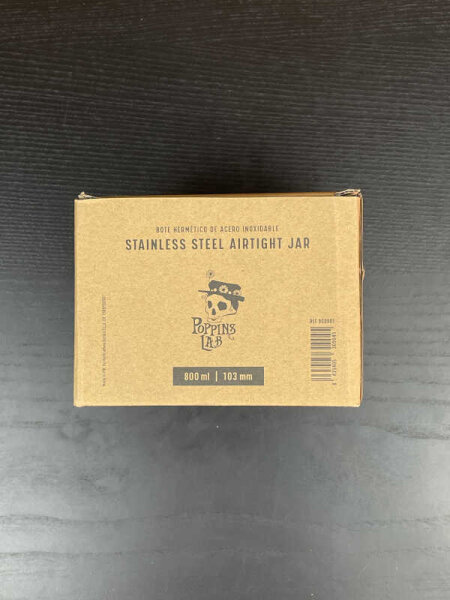 BOTE HERMÉTICO DE ACERO INOXIDABLE
STAINLESS STEEL AIRTIGHT JAR
POPPINS
LAB
800 ml | 103 mm